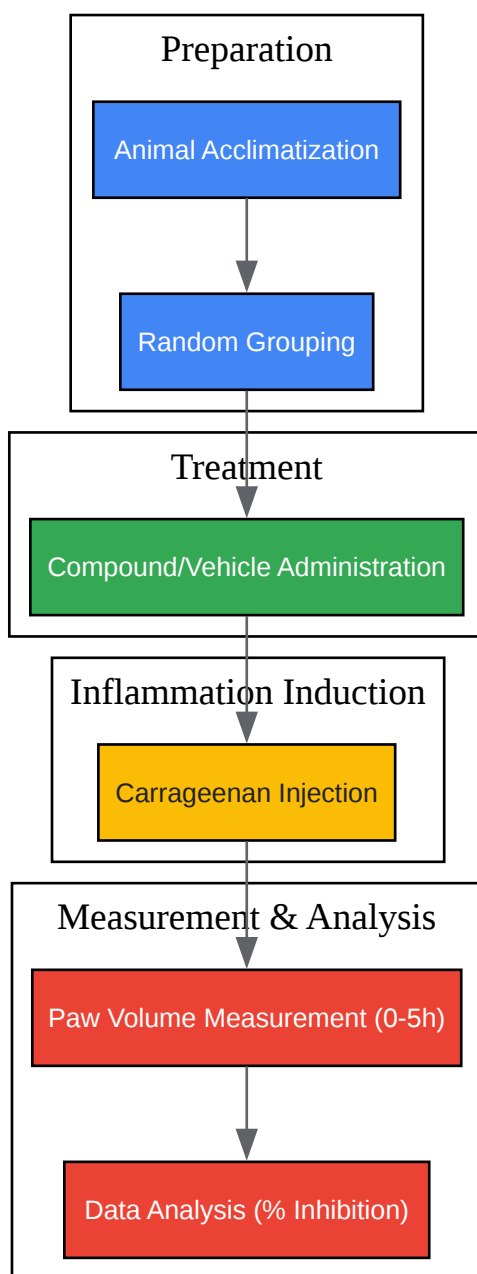 Preparation
Animal Acclimatization
Random Grouping
Treatment
Compound/Vehicle Administration
Inflammation Induction
Carrageenan Injection
Measurement & Analysis
Paw Volume Measurement (0-5h)
Data Analysis (% Inhibition)